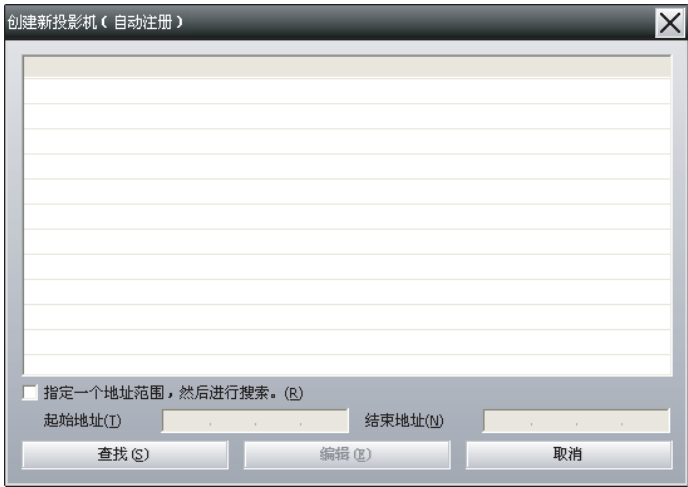 创建新投影机（自动注册）
指定一个地址范围，然后进行搜索。(R)
起始地址(T) . . . 结束地址(N) . . .
查找(S) 编辑(E) 取消